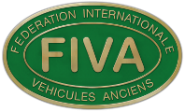 FEDERATION INTERNATIONALE
FIVA
VEHICULES ANCIENS